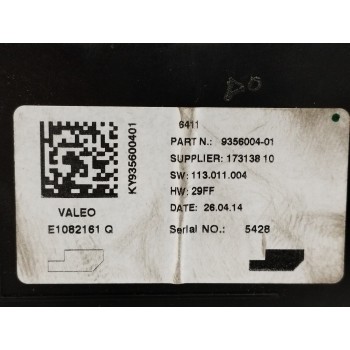 6411
PART N.: 9356004-01
SUPPLIER: 173138 10
SW: 113.011.004
HW: 29FF
DATE: 26.04.14
Serial NO.: 5428
KY935600401
VALEO
E1082161 Q